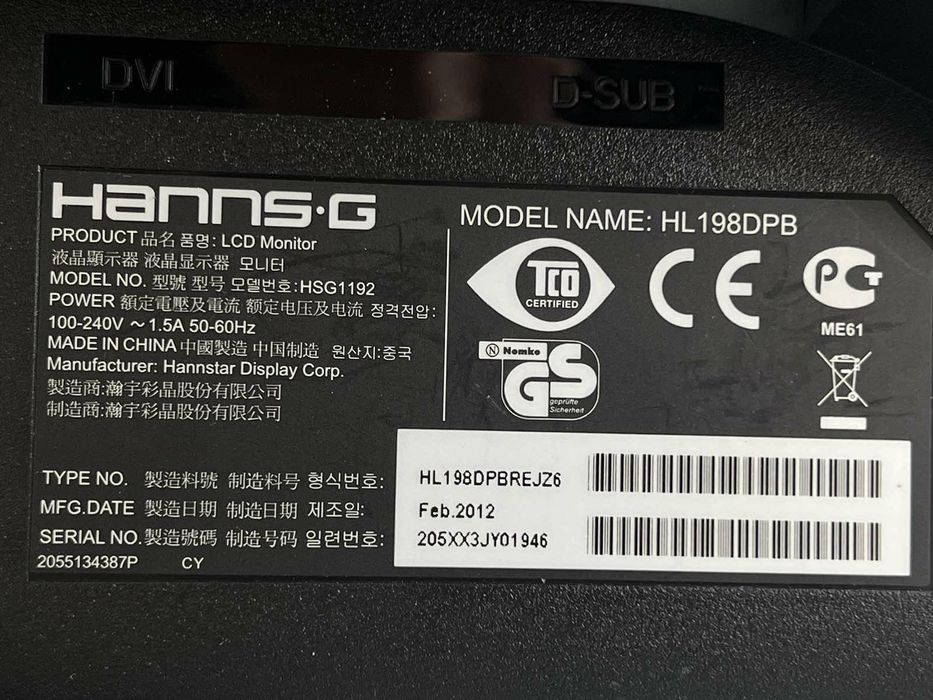 DVI
D-SUB
HANNS·G
PRODUCT 品名 품명: LCD Monitor
液晶顯示器 液晶显示器 모니터
MODEL NO. 型號 型号 모델번호:HSG1192
POWER 額定電壓及電流 额定电压及电流 정격전압:
100-240V ~ 1.5A 50-60Hz
MADE IN CHINA 中國製造 中国制造 원산지:중국
Manufacturer: Hannstar Display Corp.
製造商:瀚宇彩晶股份有限公司
制造商:瀚宇彩晶股份有限公司
MODEL NAME: HL198DPB
TCO
CERTIFIED
CE
PCT
ME61
N Nemko
GS
geprüfte
Sicherheit
TYPE NO. 製造料號 制造料号 형식번호: HL198DPBREJZ6
MFG.DATE 製造日期 制造日期 제조일: Feb.2012
SERIAL NO. 製造號碼 制造号码 일련번호: 205XX3JY01946
2055134387P CY